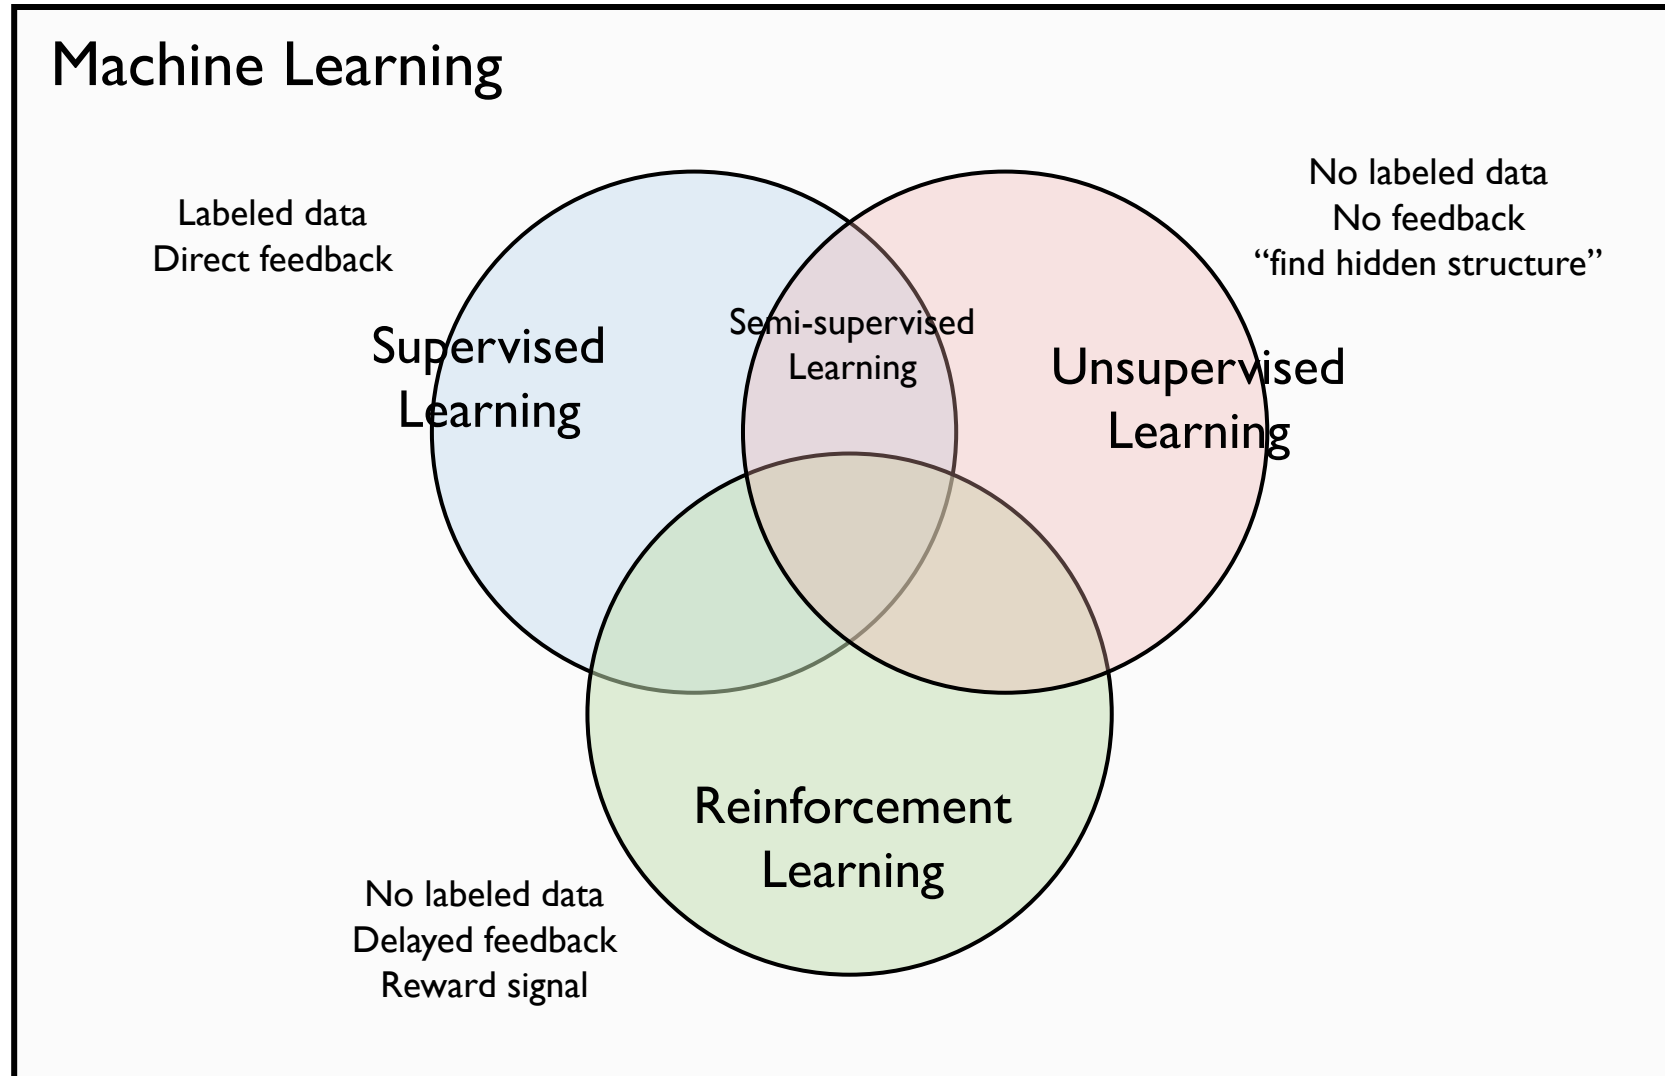 Machine Learning
Labeled data
Direct feedback
No labeled data
No feedback
“find hidden structure”
Supervised
Learning
Semi-supervised
Learning
Unsupervised
Learning
Reinforcement
Learning
No labeled data
Delayed feedback
Reward signal